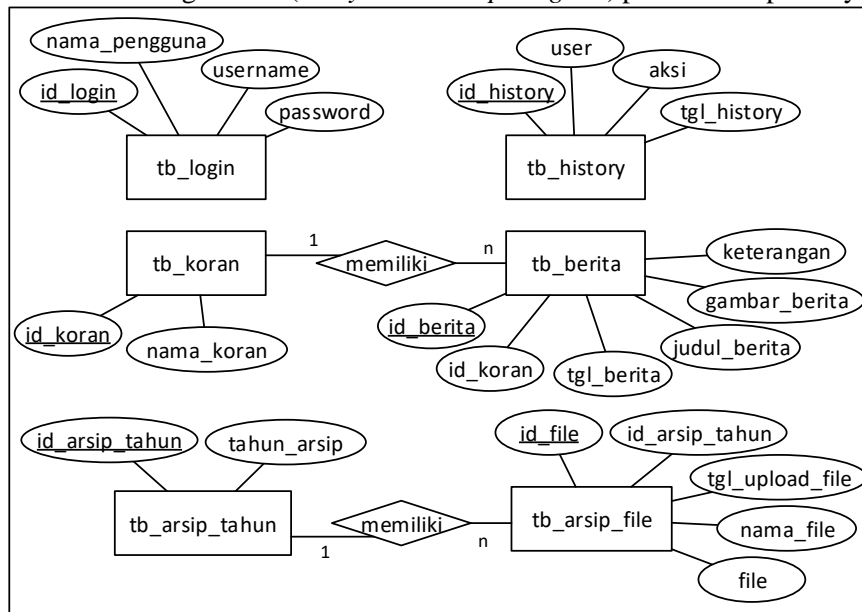 nama_pengguna
username
id_login
password
tb_login
user
aksi
id_history
tgl_history
tb_history
tb_koran
1
memiliki
n
tb_berita
keterangan
gambar_berita
judul_berita
id_berita
id_koran
tgl_berita
id_koran
nama_koran
id_arsip_tahun
tahun_arsip
tb_arsip_tahun
1
memiliki
n
tb_arsip_file
id_file
id_arsip_tahun
tgl_upload_file
nama_file
file